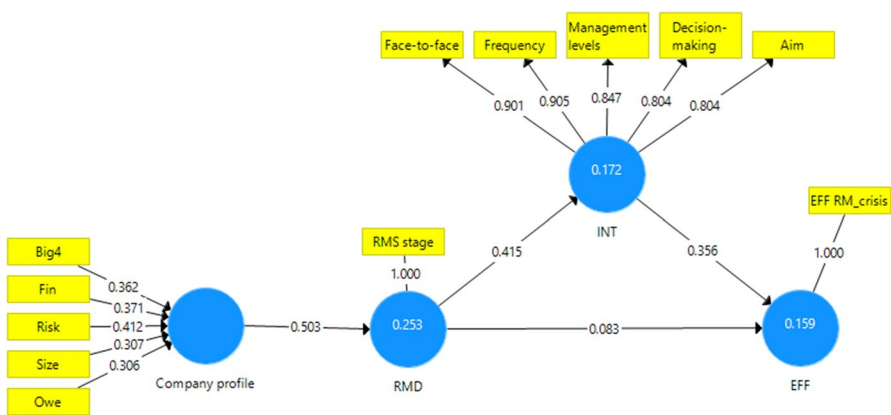 Face-to-face
Frequency
Management
levels
Decision-
making
Aim
0.901
0.905
0.847
0.804
0.804
0.172
INT
EFF RM_crisis
RMS stage
1.000
0.415
0.356
1.000
Big4
Fin
Risk
Size
Owe
0.362
0.371
0.412
0.307
0.306
Company profile
0.503
0.253
RMD
0.083
0.159
EFF